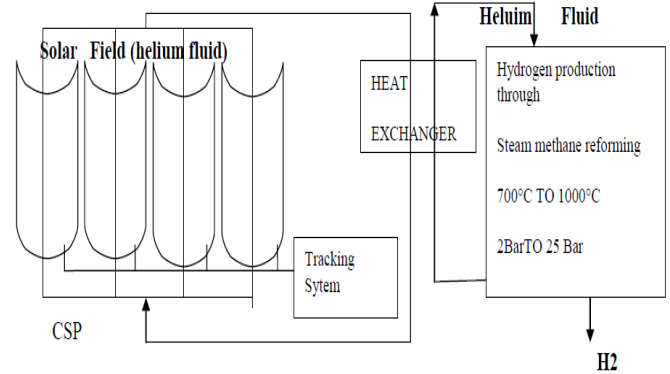 Solar Field (helium fluid)
HEAT
EXCHANGER
Tracking
Sytem
CSP
Heluim Fluid
Hydrogen production
through
Steam methane reforming
700°C TO 1000°C
2BarTO 25 Bar
H2